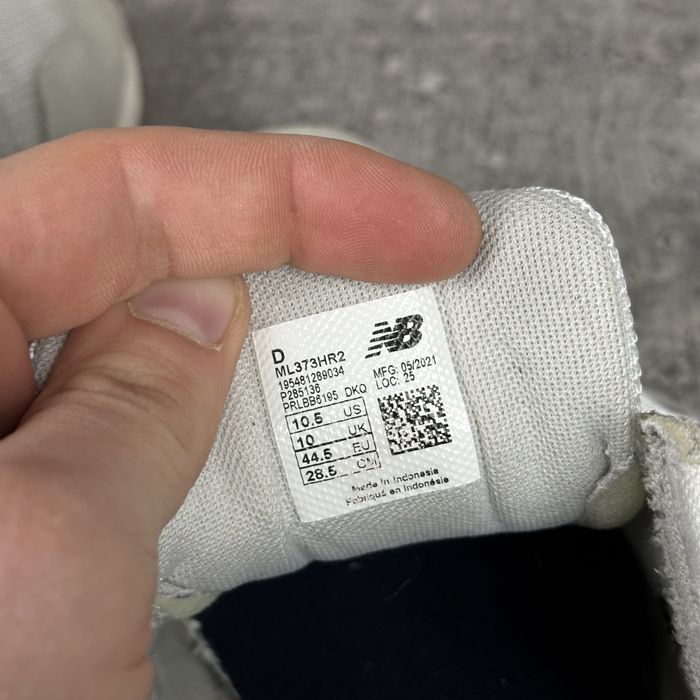 NB
D
ML373HR2
195481289034
P285136
PRLBB6195 DKQ
MFG: 05/2021
LOC: 25
10.5 US
10 UK
44.5 EU
28.5 CM
Made in Indonesia
Fabriqué en Indonésie